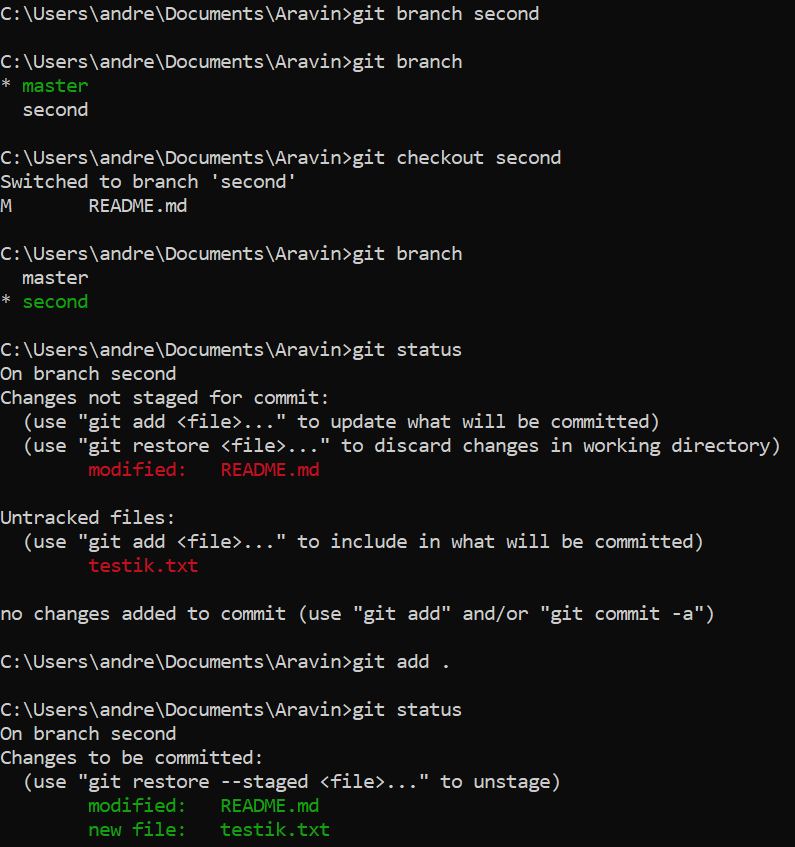 C:\Users\andre\Documents\Aravin>git branch second
C:\Users\andre\Documents\Aravin>git branch
* master
  second
C:\Users\andre\Documents\Aravin>git checkout second
Switched to branch 'second'
M       README.md
C:\Users\andre\Documents\Aravin>git branch
  master
* second
C:\Users\andre\Documents\Aravin>git status
On branch second
Changes not staged for commit:
  (use "git add <file>..." to update what will be committed)
  (use "git restore <file>..." to discard changes in working directory)
        modified:   README.md
Untracked files:
  (use "git add <file>..." to include in what will be committed)
        testik.txt
no changes added to commit (use "git add" and/or "git commit -a")
C:\Users\andre\Documents\Aravin>git add .
C:\Users\andre\Documents\Aravin>git status
On branch second
Changes to be committed:
  (use "git restore --staged <file>..." to unstage)
        modified:   README.md
        new file:   testik.txt